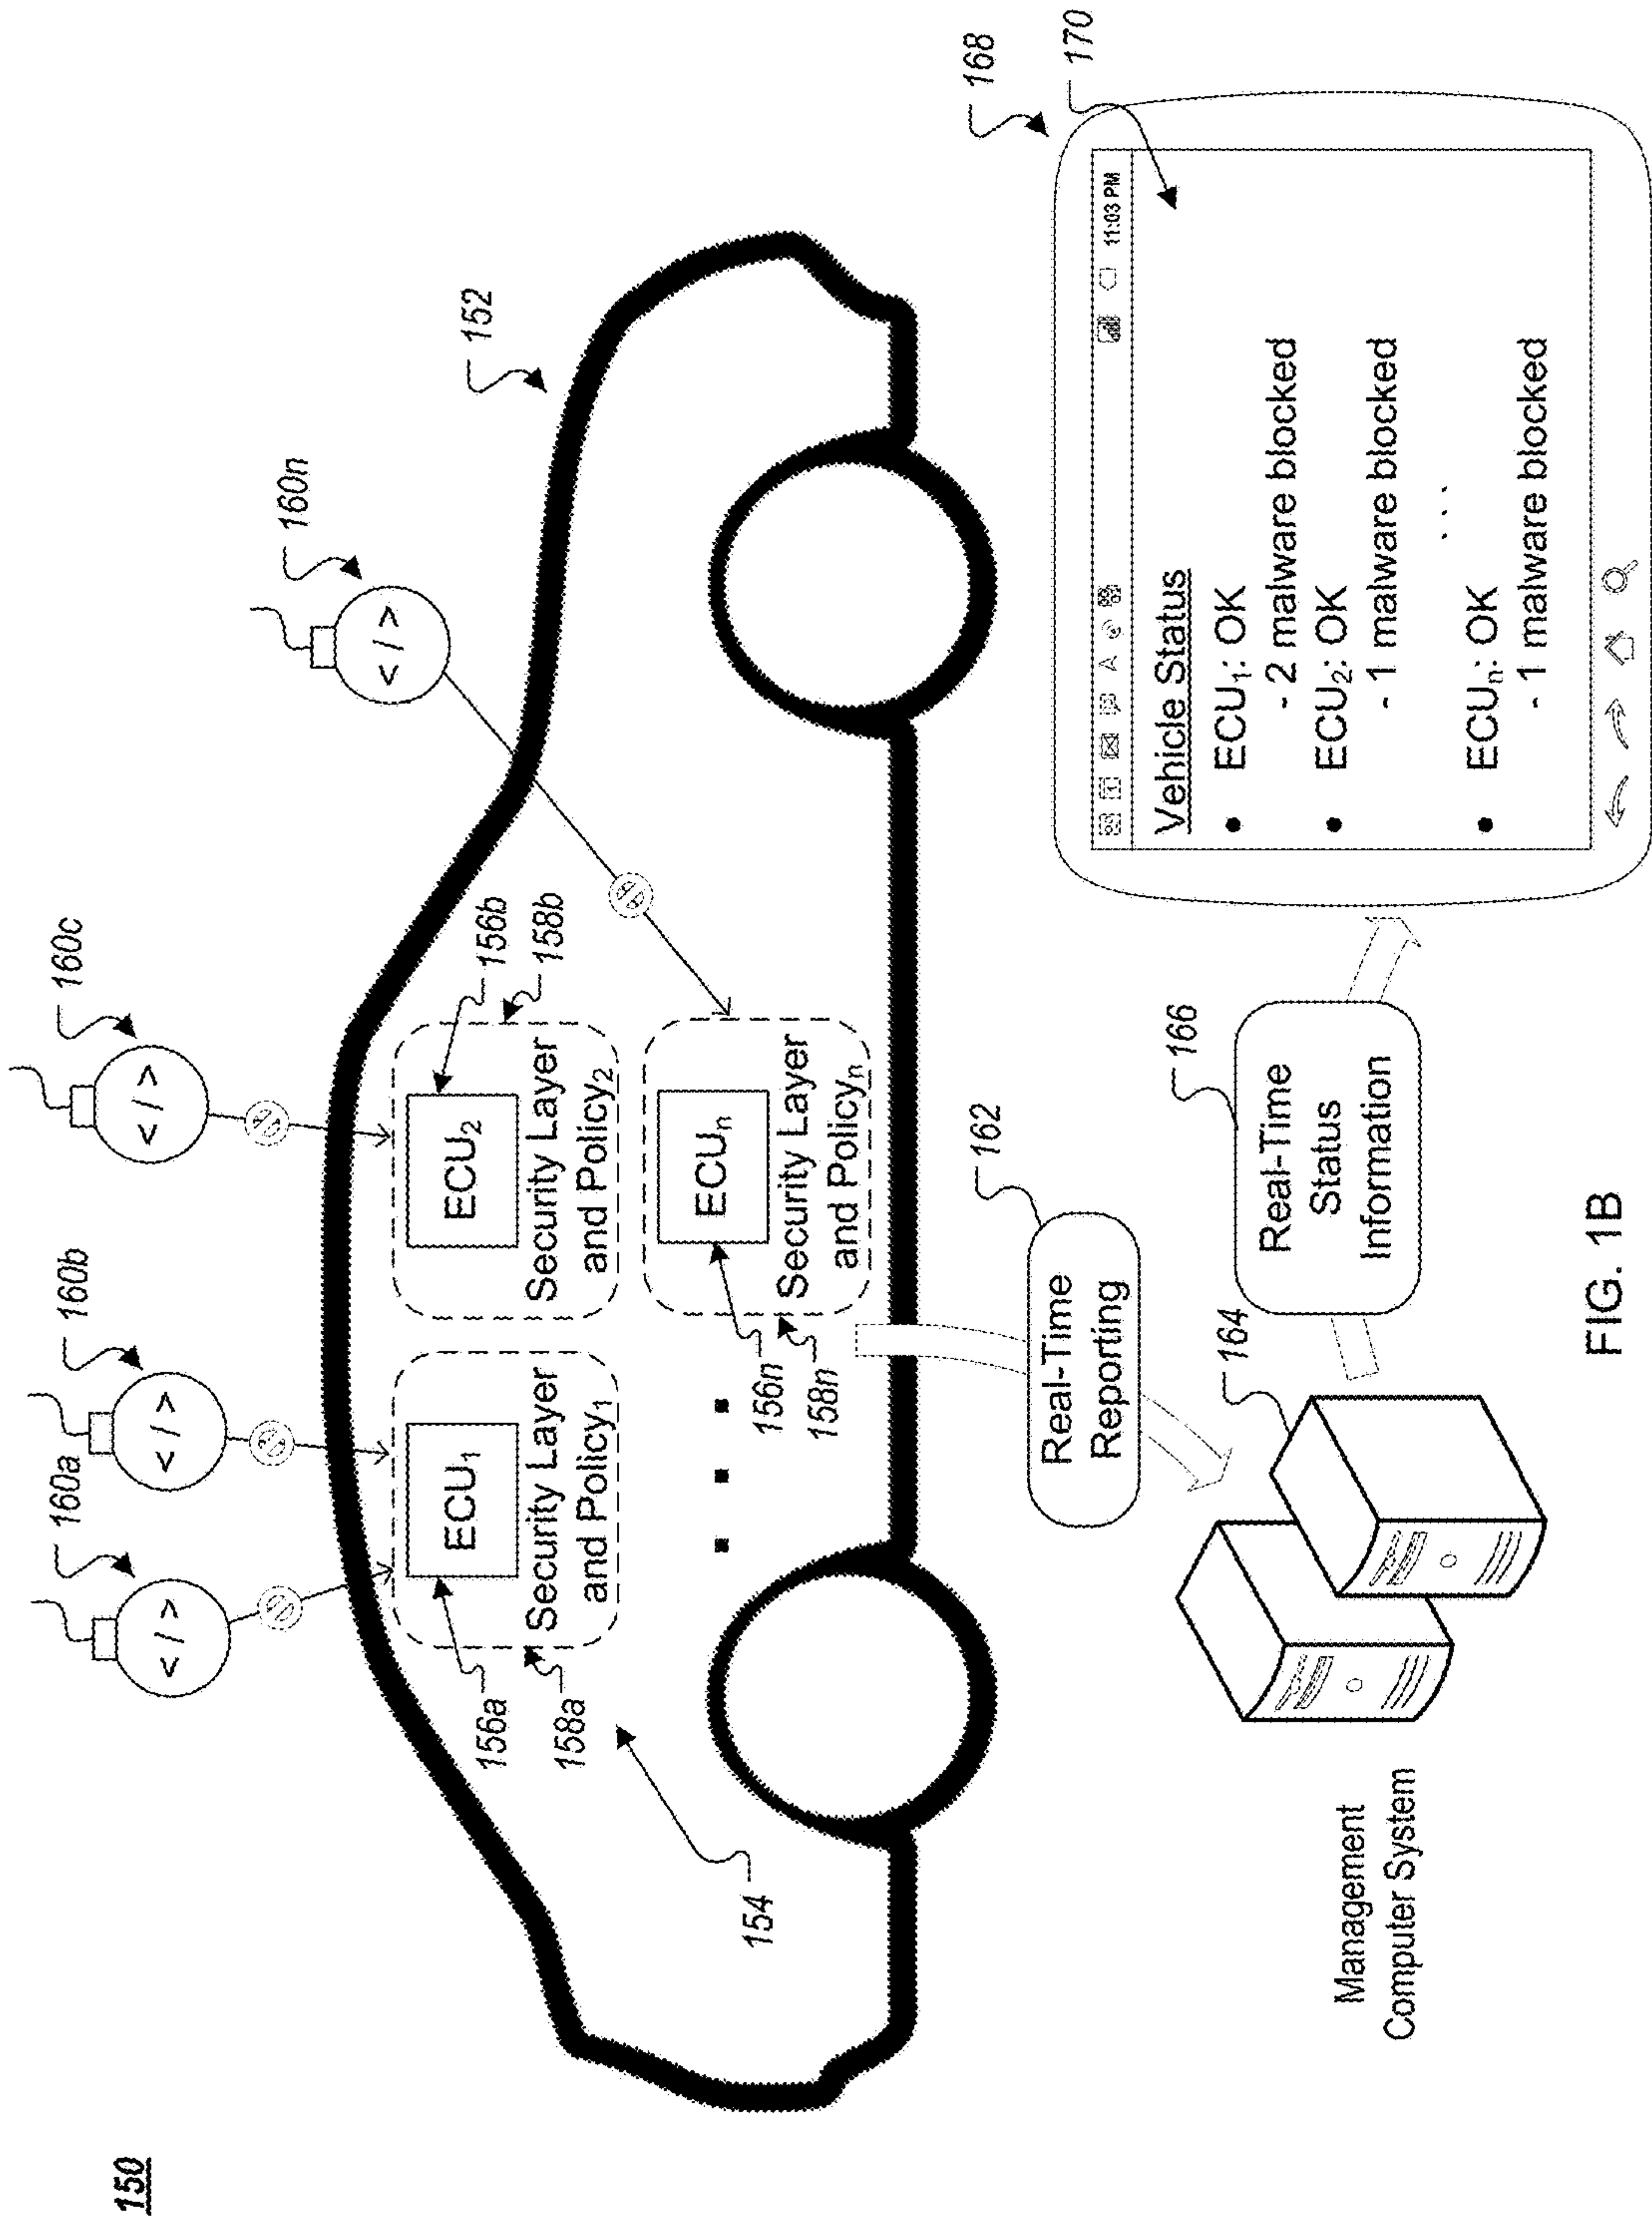 150
160a
160b
160c
160n
< / >
< / >
< / >
< / >
152
ECU1
Security Layer
and Policy1
ECU2
Security Layer
and Policy2
156a
158a
156b
158b
154
ECUn
Security Layer
and Policyn
156n
158n
Real-Time
Reporting
162
Management
Computer System
164
Real-Time
Status
Information
166
168
170
11:03 PM
Vehicle Status
• ECU1: OK
- 2 malware blocked
• ECU2: OK
- 1 malware blocked
. . .
• ECUn: OK
- 1 malware blocked
FIG. 1B